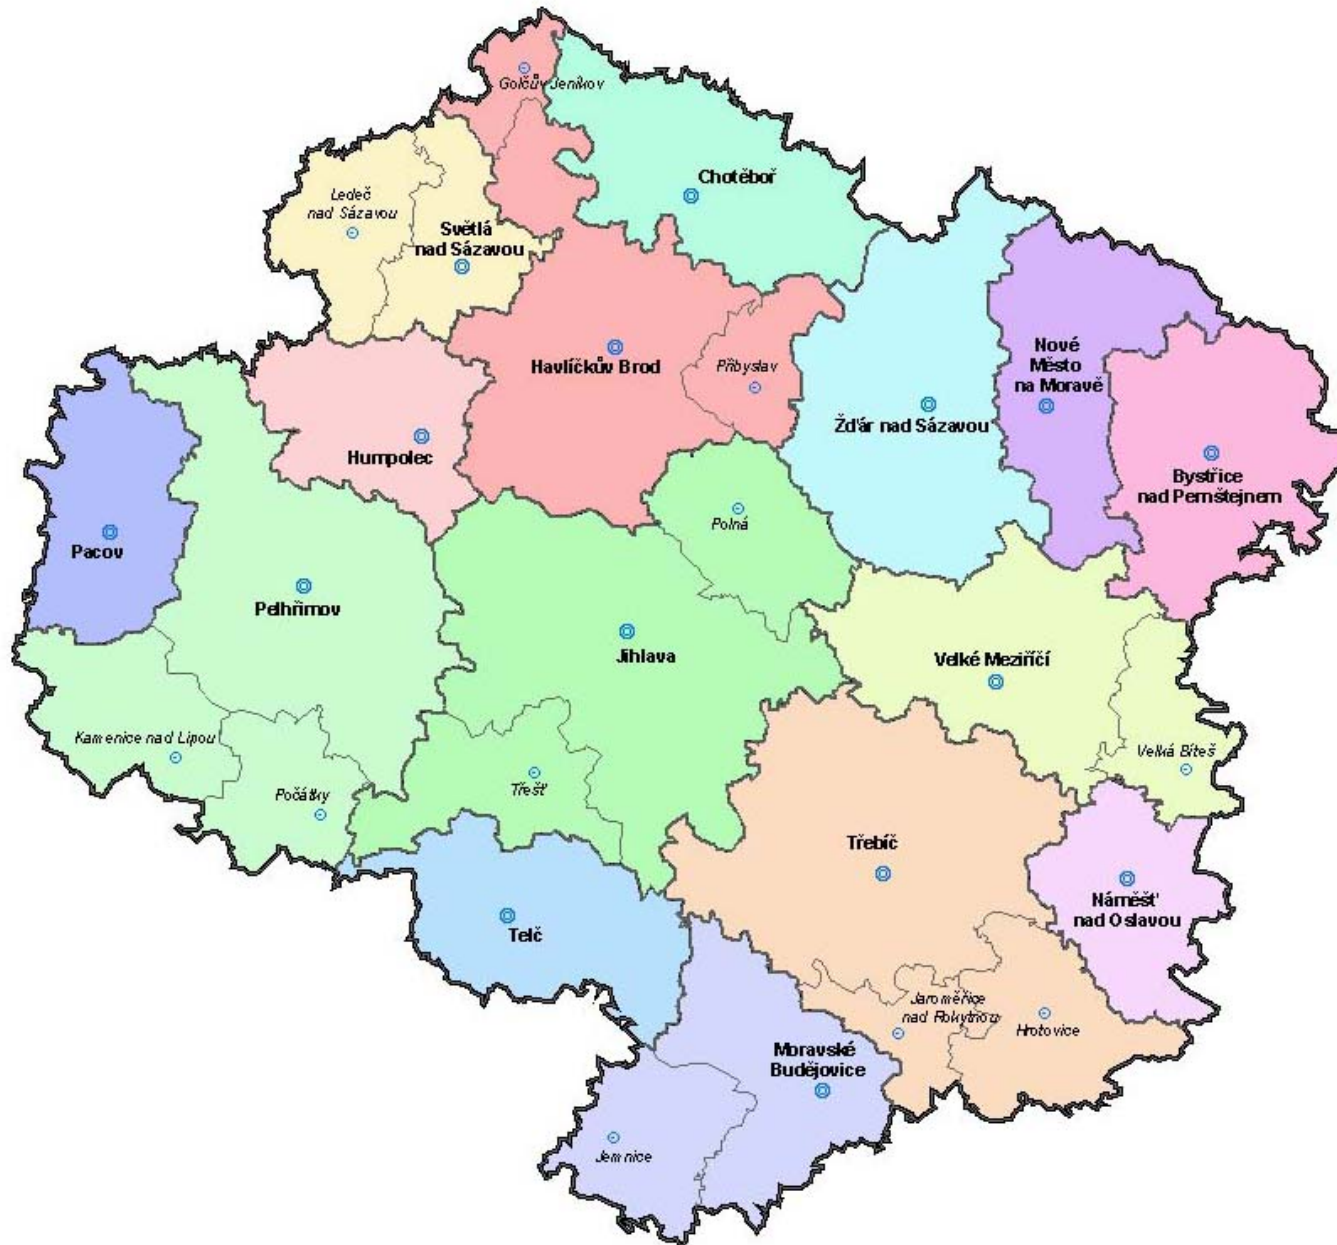 Golčův Jeníkov
Chotěboř
Ledeč
nad Sázavou
Světlá
nad Sázavou
Havlíčkův Brod
Přibyslav
Nové
Město
na Moravě
Žďár nad Sázavou
Humpolec
Bystřice
nad Pernštejnem
Polná
Pacov
Pelhřimov
Jihlava
Velké Meziříčí
Kamenice nad Lipou
Velká Bíteš
Počátky
Třešť
Třebíč
Náměšť
nad Oslavou
Telč
Jaroměřice
nad Rokytnou
Hrotovice
Moravské
Budějovice
Jemnice